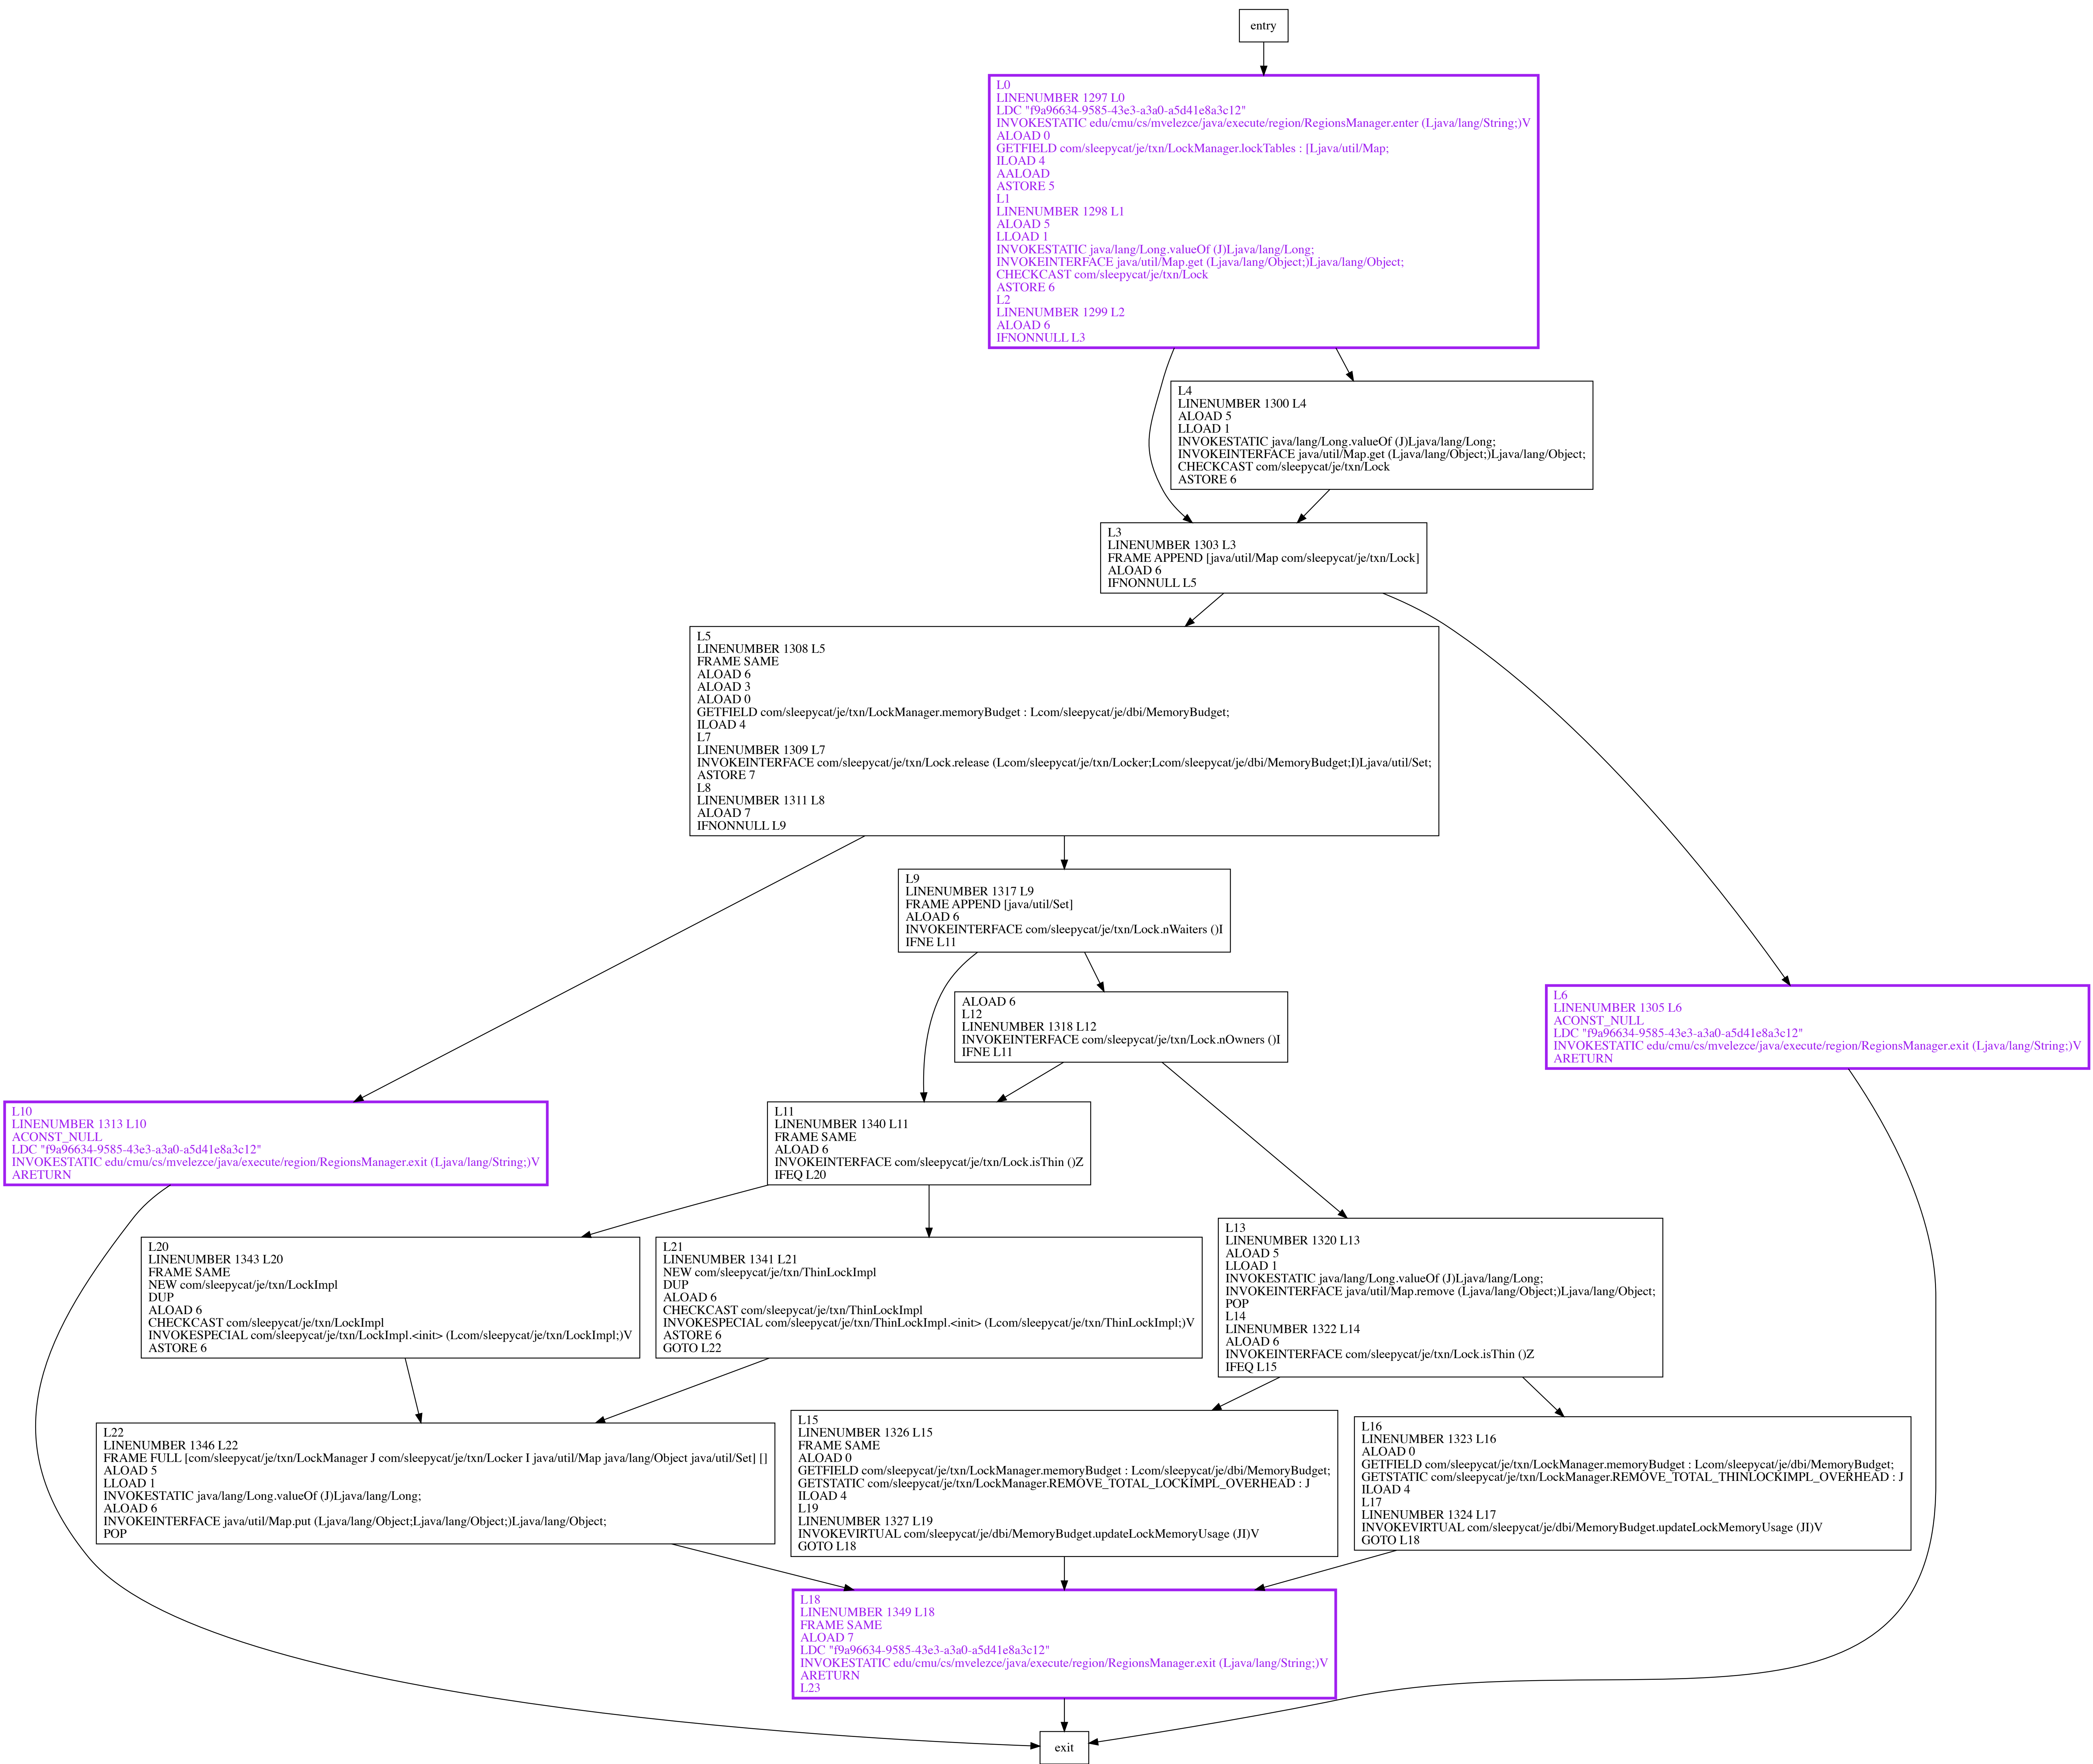 entry
L0
LINENUMBER 1297 L0
LDC "f9a96634-9585-43e3-a3a0-a5d41e8a3c12"
INVOKESTATIC edu/cmu/cs/mvelezce/java/execute/region/RegionsManager.enter (Ljava/lang/String;)V
ALOAD 0
GETFIELD com/sleepycat/je/txn/LockManager.lockTables : [Ljava/util/Map;
ILOAD 4
AALOAD
ASTORE 5
L1
LINENUMBER 1298 L1
ALOAD 5
LLOAD 1
INVOKESTATIC java/lang/Long.valueOf (J)Ljava/lang/Long;
INVOKEINTERFACE java/util/Map.get (Ljava/lang/Object;)Ljava/lang/Object;
CHECKCAST com/sleepycat/je/txn/Lock
ASTORE 6
L2
LINENUMBER 1299 L2
ALOAD 6
IFNONNULL L3
L4
LINENUMBER 1300 L4
ALOAD 5
LLOAD 1
INVOKESTATIC java/lang/Long.valueOf (J)Ljava/lang/Long;
INVOKEINTERFACE java/util/Map.get (Ljava/lang/Object;)Ljava/lang/Object;
CHECKCAST com/sleepycat/je/txn/Lock
ASTORE 6
L3
LINENUMBER 1303 L3
FRAME APPEND [java/util/Map com/sleepycat/je/txn/Lock]
ALOAD 6
IFNONNULL L5
L5
LINENUMBER 1308 L5
FRAME SAME
ALOAD 6
ALOAD 3
ALOAD 0
GETFIELD com/sleepycat/je/txn/LockManager.memoryBudget : Lcom/sleepycat/je/dbi/MemoryBudget;
ILOAD 4
L7
LINENUMBER 1309 L7
INVOKEINTERFACE com/sleepycat/je/txn/Lock.release (Lcom/sleepycat/je/txn/Locker;Lcom/sleepycat/je/dbi/MemoryBudget;I)Ljava/util/Set;
ASTORE 7
L8
LINENUMBER 1311 L8
ALOAD 7
IFNONNULL L9
L9
LINENUMBER 1317 L9
FRAME APPEND [java/util/Set]
ALOAD 6
INVOKEINTERFACE com/sleepycat/je/txn/Lock.nWaiters ()I
IFNE L11
ALOAD 6
L12
LINENUMBER 1318 L12
INVOKEINTERFACE com/sleepycat/je/txn/Lock.nOwners ()I
IFNE L11
L6
LINENUMBER 1305 L6
ACONST_NULL
LDC "f9a96634-9585-43e3-a3a0-a5d41e8a3c12"
INVOKESTATIC edu/cmu/cs/mvelezce/java/execute/region/RegionsManager.exit (Ljava/lang/String;)V
ARETURN
L10
LINENUMBER 1313 L10
ACONST_NULL
LDC "f9a96634-9585-43e3-a3a0-a5d41e8a3c12"
INVOKESTATIC edu/cmu/cs/mvelezce/java/execute/region/RegionsManager.exit (Ljava/lang/String;)V
ARETURN
L11
LINENUMBER 1340 L11
FRAME SAME
ALOAD 6
INVOKEINTERFACE com/sleepycat/je/txn/Lock.isThin ()Z
IFEQ L20
L20
LINENUMBER 1343 L20
FRAME SAME
NEW com/sleepycat/je/txn/LockImpl
DUP
ALOAD 6
CHECKCAST com/sleepycat/je/txn/LockImpl
INVOKESPECIAL com/sleepycat/je/txn/LockImpl.<init> (Lcom/sleepycat/je/txn/LockImpl;)V
ASTORE 6
L21
LINENUMBER 1341 L21
NEW com/sleepycat/je/txn/ThinLockImpl
DUP
ALOAD 6
CHECKCAST com/sleepycat/je/txn/ThinLockImpl
INVOKESPECIAL com/sleepycat/je/txn/ThinLockImpl.<init> (Lcom/sleepycat/je/txn/ThinLockImpl;)V
ASTORE 6
GOTO L22
L13
LINENUMBER 1320 L13
ALOAD 5
LLOAD 1
INVOKESTATIC java/lang/Long.valueOf (J)Ljava/lang/Long;
INVOKEINTERFACE java/util/Map.remove (Ljava/lang/Object;)Ljava/lang/Object;
POP
L14
LINENUMBER 1322 L14
ALOAD 6
INVOKEINTERFACE com/sleepycat/je/txn/Lock.isThin ()Z
IFEQ L15
L22
LINENUMBER 1346 L22
FRAME FULL [com/sleepycat/je/txn/LockManager J com/sleepycat/je/txn/Locker I java/util/Map java/lang/Object java/util/Set] []
ALOAD 5
LLOAD 1
INVOKESTATIC java/lang/Long.valueOf (J)Ljava/lang/Long;
ALOAD 6
INVOKEINTERFACE java/util/Map.put (Ljava/lang/Object;Ljava/lang/Object;)Ljava/lang/Object;
POP
L15
LINENUMBER 1326 L15
FRAME SAME
ALOAD 0
GETFIELD com/sleepycat/je/txn/LockManager.memoryBudget : Lcom/sleepycat/je/dbi/MemoryBudget;
GETSTATIC com/sleepycat/je/txn/LockManager.REMOVE_TOTAL_LOCKIMPL_OVERHEAD : J
ILOAD 4
L19
LINENUMBER 1327 L19
INVOKEVIRTUAL com/sleepycat/je/dbi/MemoryBudget.updateLockMemoryUsage (JI)V
GOTO L18
L16
LINENUMBER 1323 L16
ALOAD 0
GETFIELD com/sleepycat/je/txn/LockManager.memoryBudget : Lcom/sleepycat/je/dbi/MemoryBudget;
GETSTATIC com/sleepycat/je/txn/LockManager.REMOVE_TOTAL_THINLOCKIMPL_OVERHEAD : J
ILOAD 4
L17
LINENUMBER 1324 L17
INVOKEVIRTUAL com/sleepycat/je/dbi/MemoryBudget.updateLockMemoryUsage (JI)V
GOTO L18
L18
LINENUMBER 1349 L18
FRAME SAME
ALOAD 7
LDC "f9a96634-9585-43e3-a3a0-a5d41e8a3c12"
INVOKESTATIC edu/cmu/cs/mvelezce/java/execute/region/RegionsManager.exit (Ljava/lang/String;)V
ARETURN
L23
exit